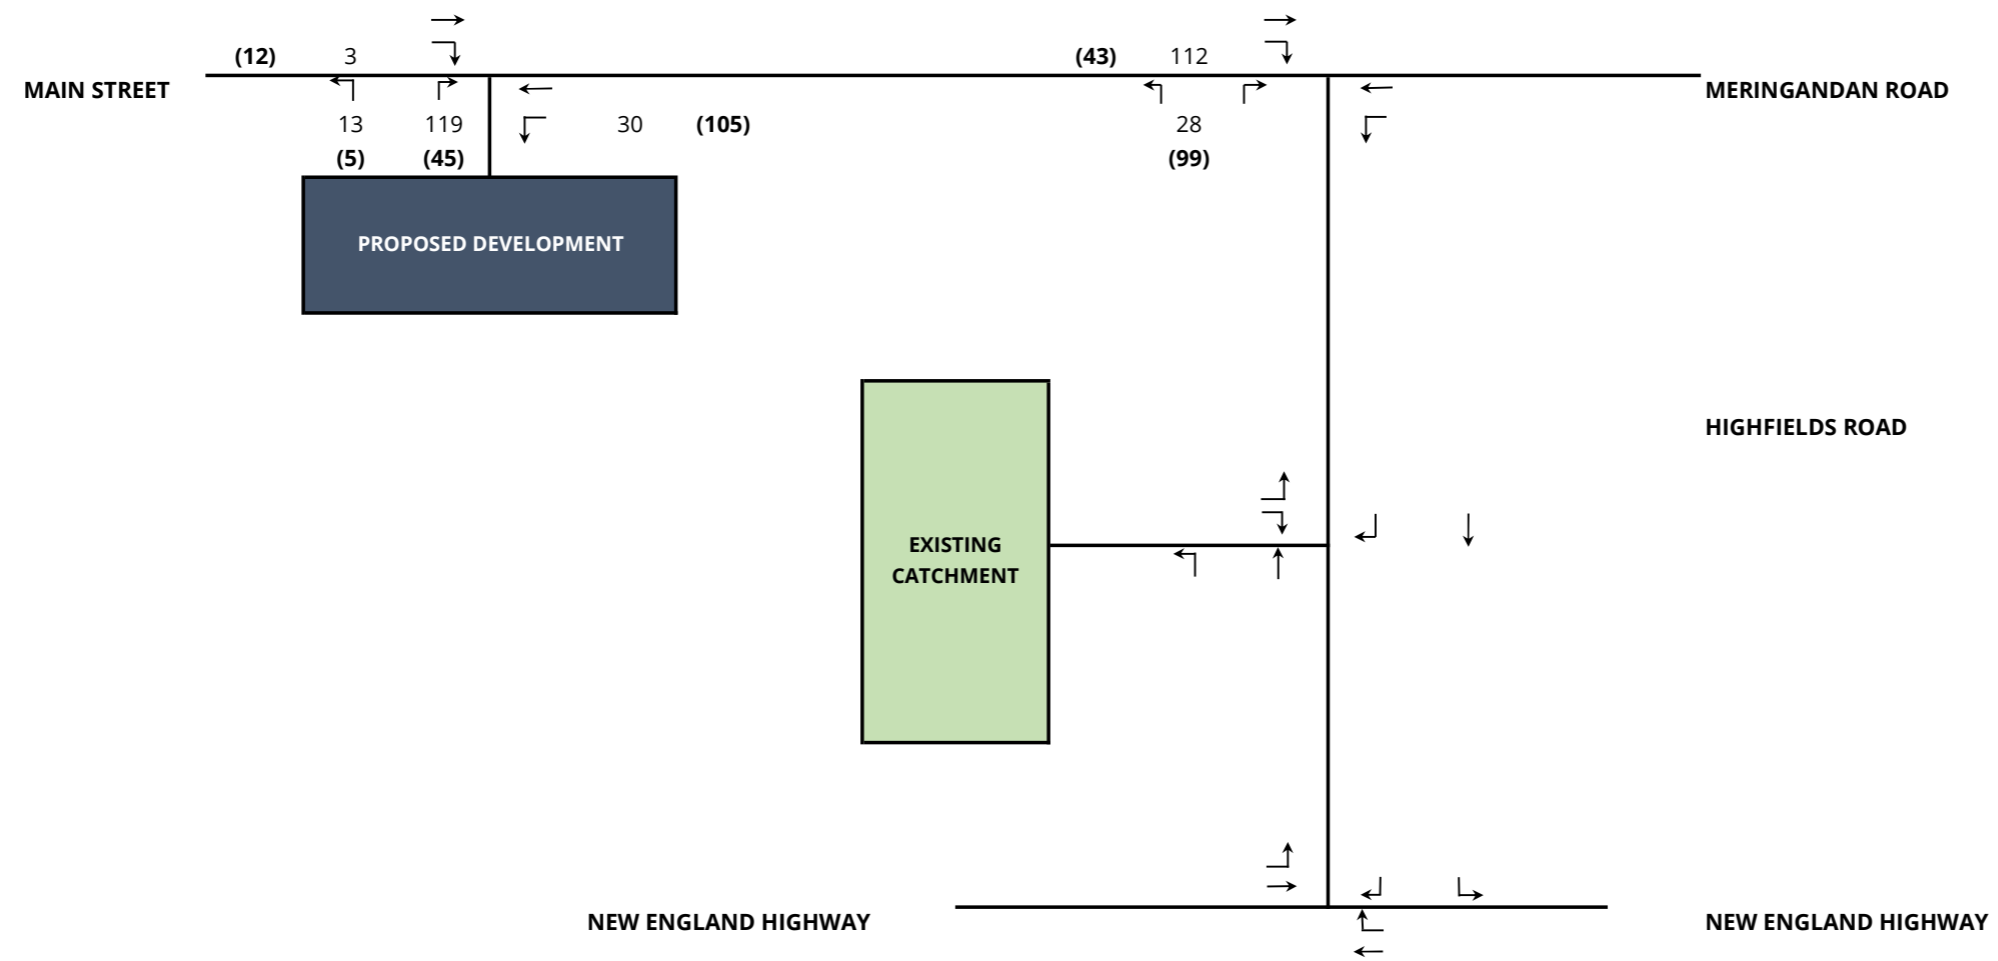 (12) 3 (43) 112
MAIN STREET MERINGANDAN ROAD
13 119 30 (105) 28
(5) (45) (99)
PROPOSED DEVELOPMENT
HIGHFIELDS ROAD
EXISTING
CATCHMENT
NEW ENGLAND HIGHWAY NEW ENGLAND HIGHWAY